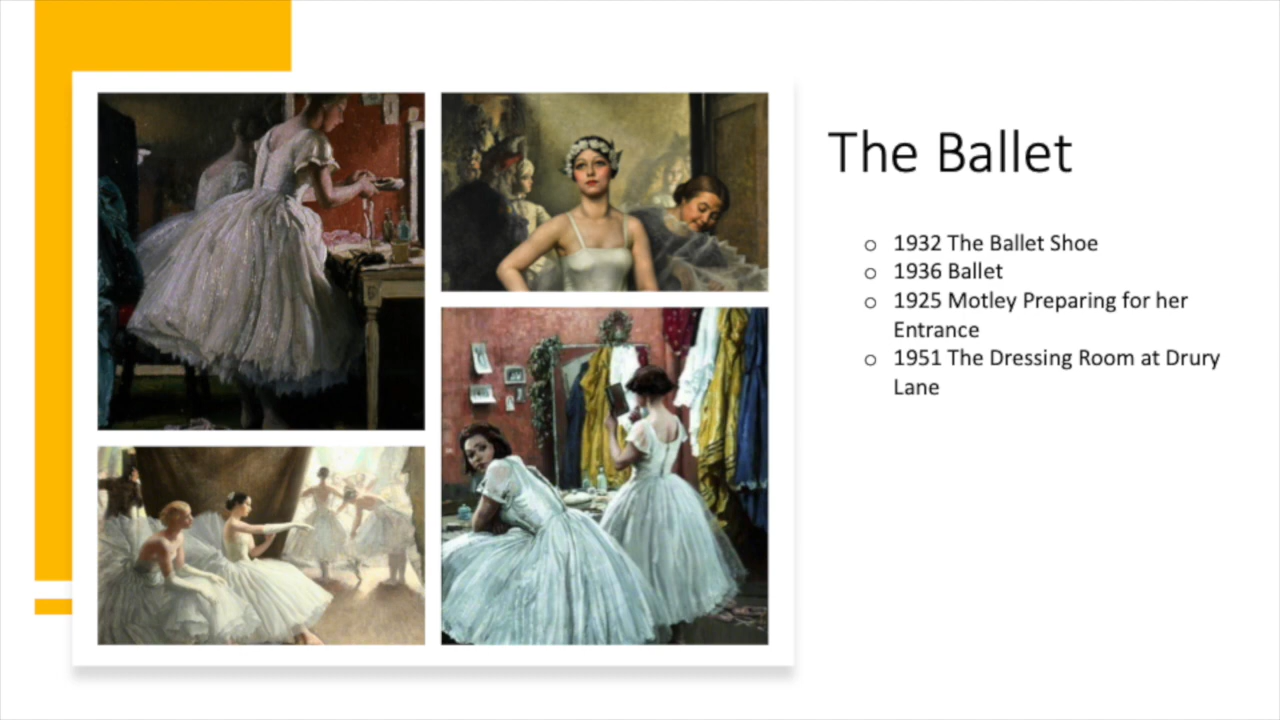 The Ballet
○ 1932 The Ballet Shoe
○ 1936 Ballet
○ 1925 Motley Preparing for her
Entrance
○ 1951 The Dressing Room at Drury
Lane